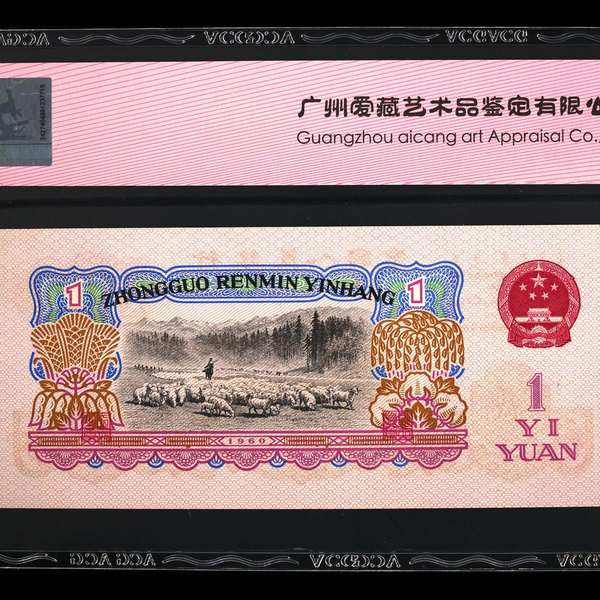 广州爱藏艺术品鉴定有限公
Guangzhou aicang art Appraisal Co.,
1
1
ZHONGGUO RENMIN YINHANG
1960
1
YI
YUAN